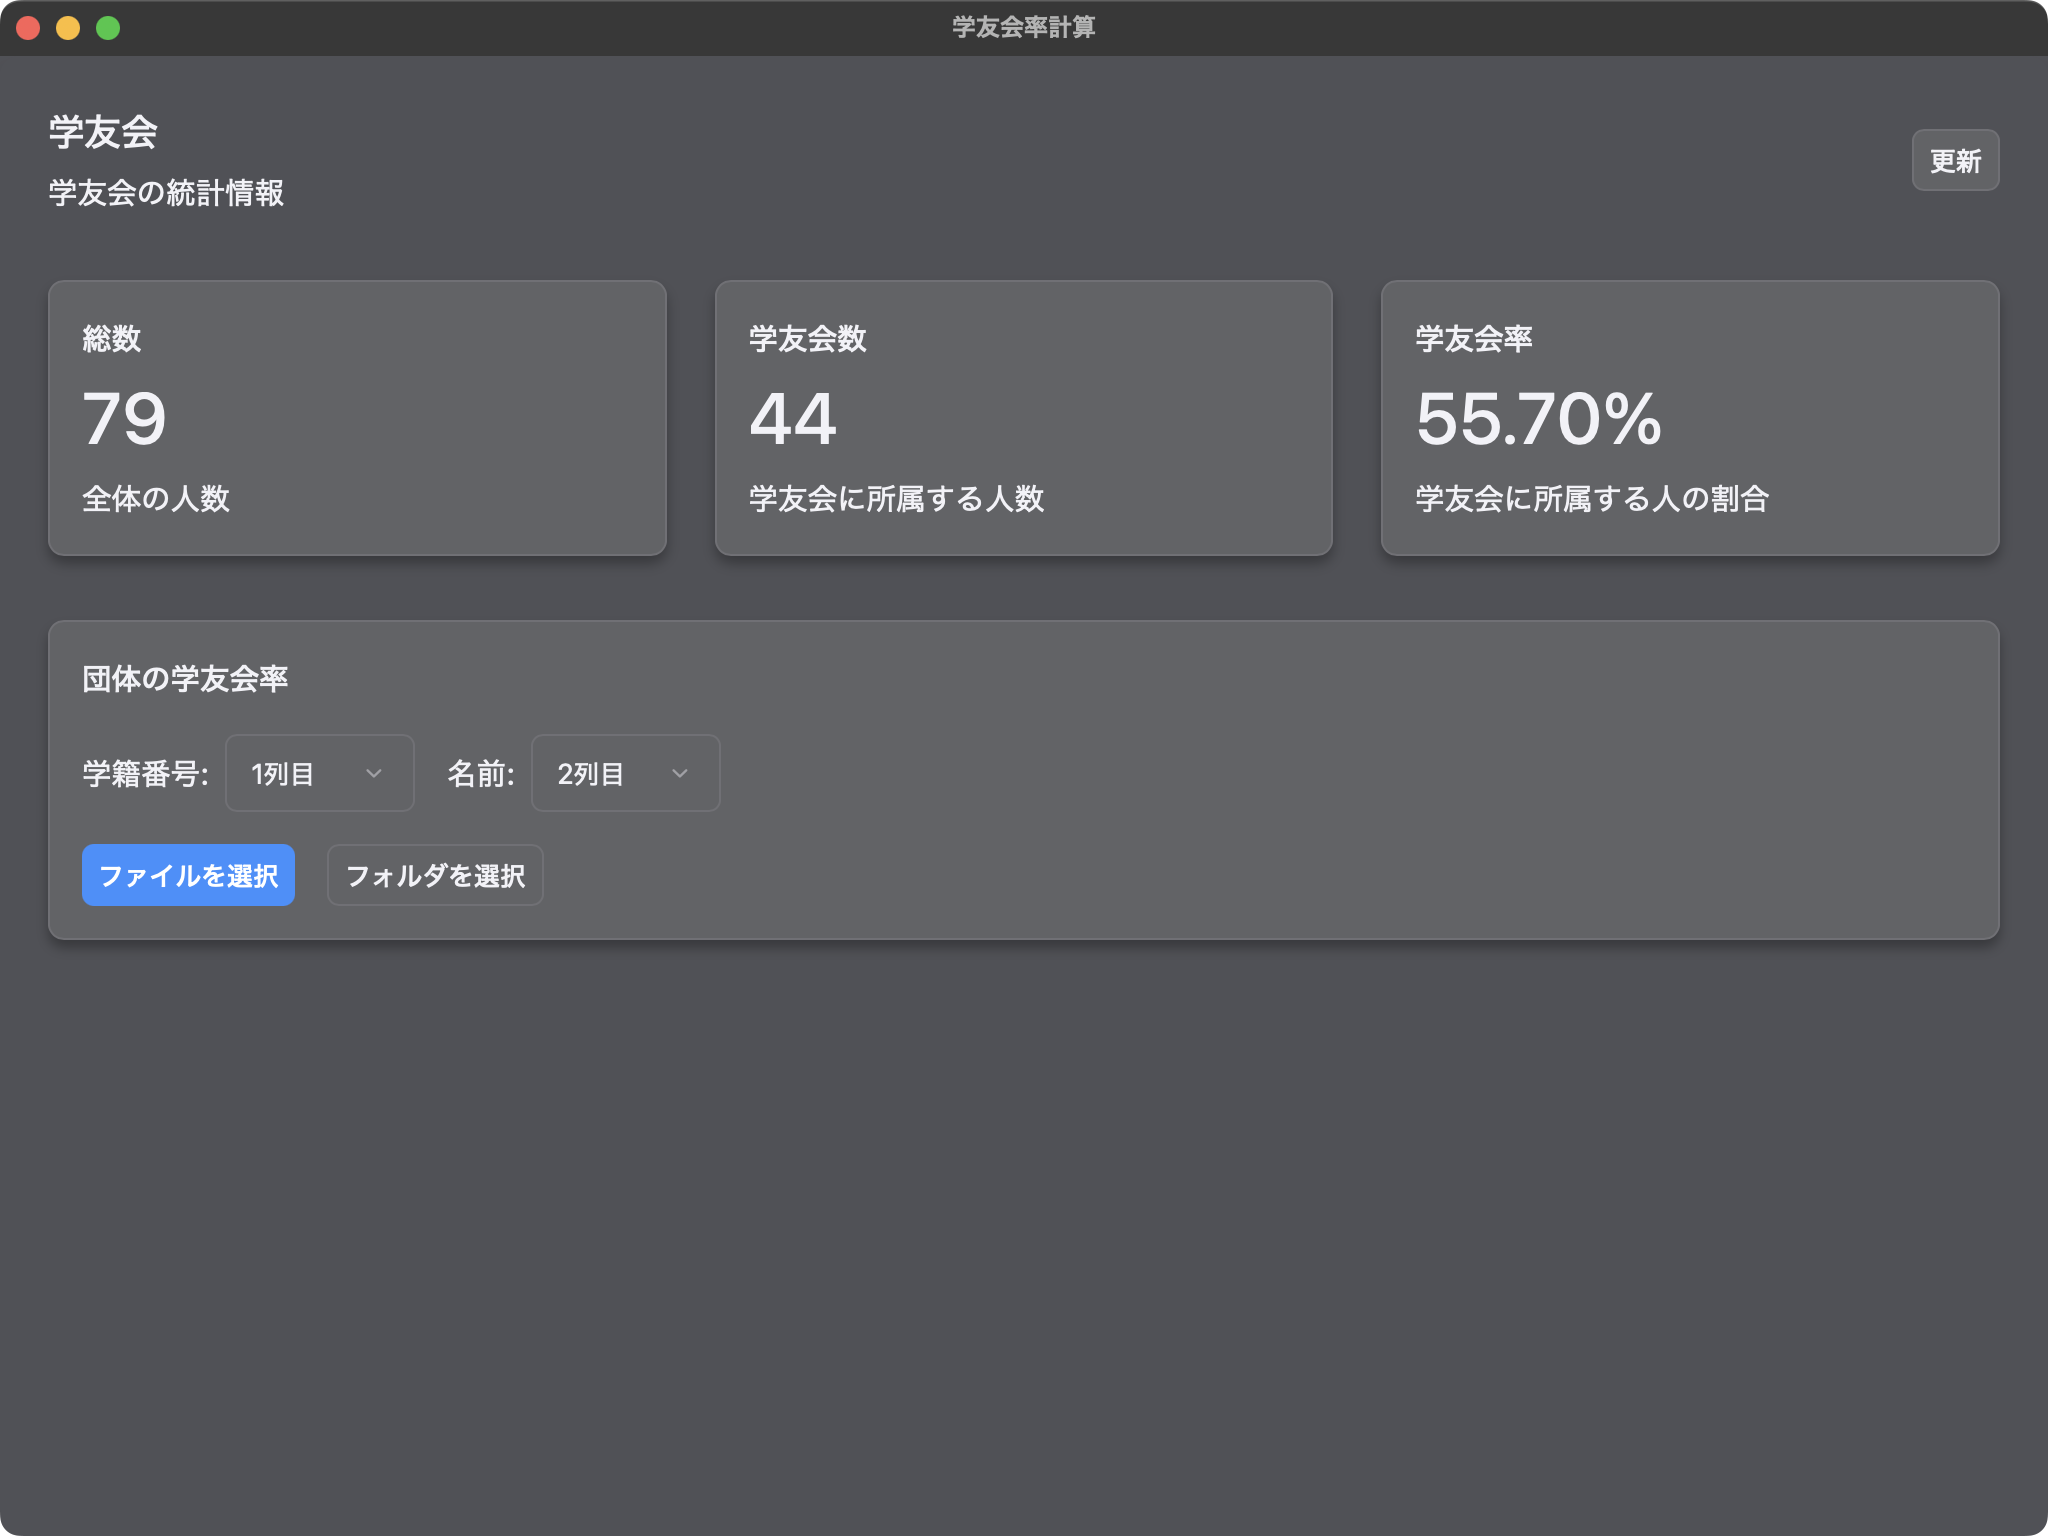 学友会率計算
学友会
学友会の統計情報
更新
総数
79
全体の人数
学友会数
44
学友会に所属する人数
学友会率
55.70%
学友会に所属する人の割合
団体の学友会率
学籍番号: 1列目 名前: 2列目
ファイルを選択 フォルダを選択